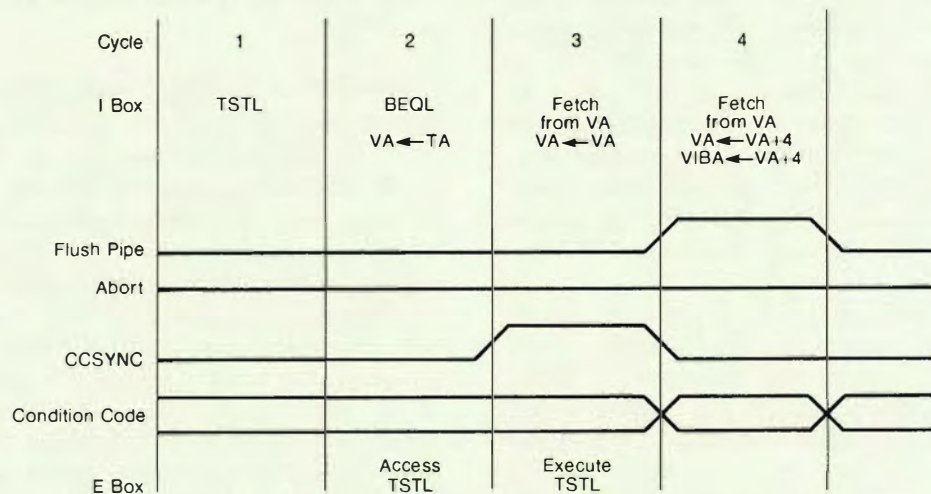 Cycle 1 2 3 4
I Box TSTL BEQL Fetch Fetch
from VA from VA
VA←TA VA←VA VA←VA+4
VIBA←VA+4
Flush Pipe
Abort
CCSYNC
Condition Code
Access Execute
E Box TSTL TSTL